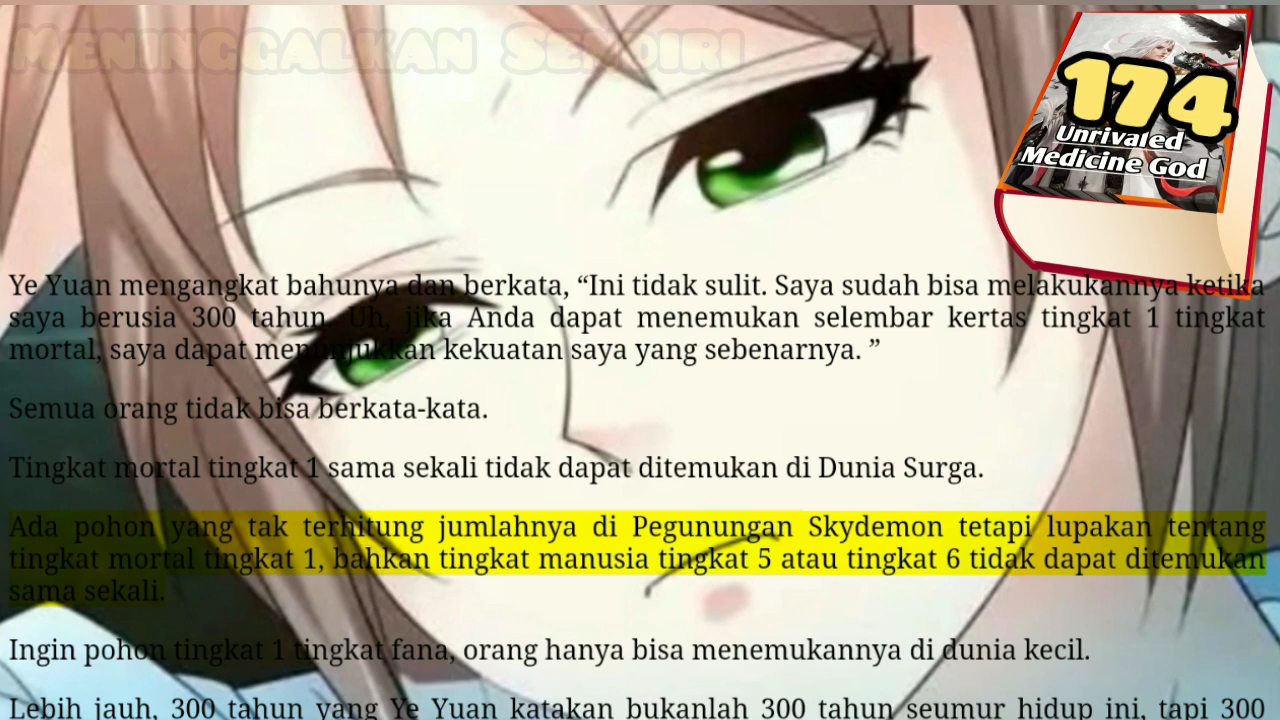 Meninggalkan Sendiri
174
Unrivaled
Medicine God
Ye Yuan mengangkat bahunya dan berkata, “Ini tidak sulit. Saya sudah bisa melakukannya ketika
saya berusia 300 tahun. Uh, jika Anda dapat menemukan selembar kertas tingkat 1 tingkat
mortal, saya dapat menunjukkan kekuatan saya yang sebenarnya. ”
Semua orang tidak bisa berkata-kata.
Tingkat mortal tingkat 1 sama sekali tidak dapat ditemukan di Dunia Surga.
Ada pohon yang tak terhitung jumlahnya di Pegunungan Skydemon tetapi lupakan tentang
tingkat mortal tingkat 1, bahkan tingkat manusia tingkat 5 atau tingkat 6 tidak dapat ditemukan
sama sekali.
Ingin pohon tingkat 1 tingkat fana, orang hanya bisa menemukannya di dunia kecil.
Lebih jauh, 300 tahun yang Ye Yuan katakan bukanlah 300 tahun seumur hidup ini, tapi 300